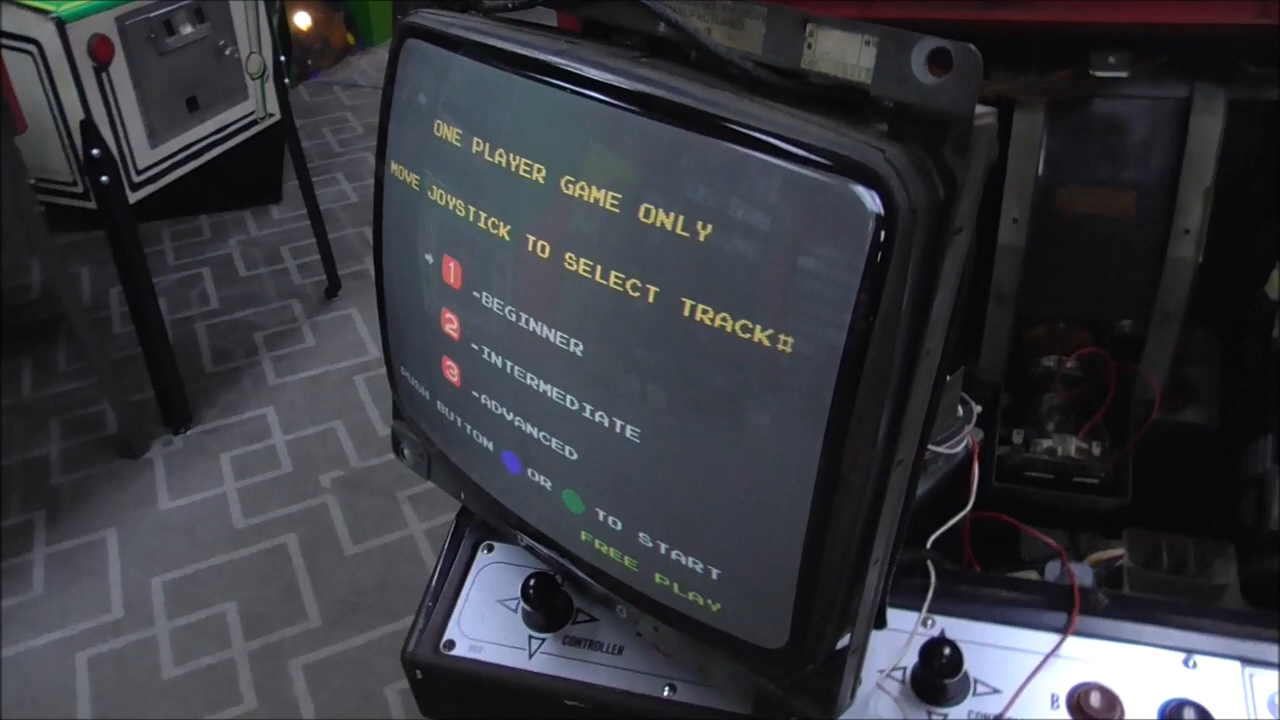 ONE PLAYER GAME ONLY
MOVE JOYSTICK TO SELECT TRACK#
1 -BEGINNER
2 -INTERMEDIATE
3 -ADVANCED
PUSH BUTTON OR TO START
FREE PLAY
CONTROLLER
B